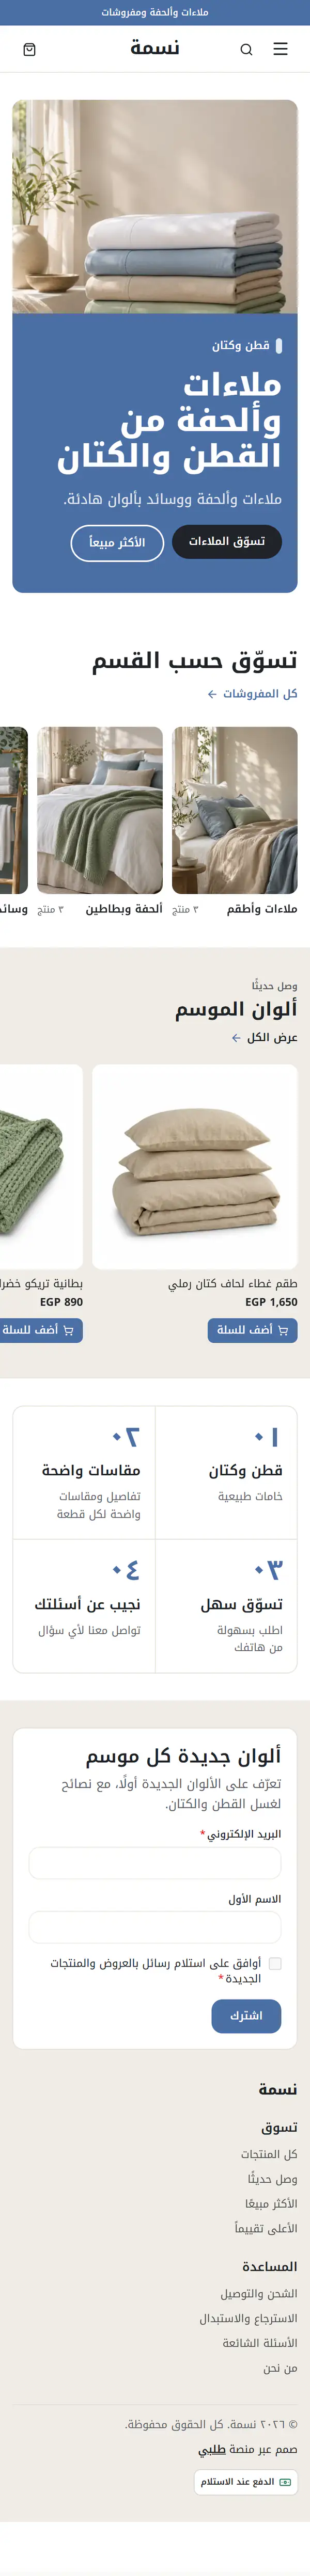 ملاءات وألحفة ومفروشات
نسمة
قطن وكتان
ملاءات
وألحفة من
القطن والكتان
ملاءات وألحفة ووسائد بألوان هادئة.
تسوّق الملاءات
الأكثر مبيعاً
تسوّق حسب القسم
كل المفروشات
ملاءات وأطقم
٣ منتج
ألحفة وبطاطين
٣ منتج
وصل حديثًا
ألوان الموسم
عرض الكل
طقم غطاء لحاف كتان رملي
EGP 1,650
أضف للسلة
بطانية تريكو
EGP 890
أضف للسلة
٠١
قطن وكتان
خامات طبيعية
٠٢
مقاسات واضحة
تفاصيل ومقاسات
واضحة لكل قطعة
٠٣
تسوّق سهل
اطلب بسهولة
من هاتفك
٠٤
نجيب عن أسئلتك
تواصل معنا لأي سؤال
ألوان جديدة كل موسم
تعرّف على الألوان الجديدة أولًا، مع نصائح
لغسل القطن والكتان.
البريد الإلكتروني*
الاسم الأول
أوافق على استلام رسائل بالعروض والمنتجات
الجديدة*
اشترك
نسمة
تسوق
كل المنتجات
وصل حديثًا
الأكثر مبيعًا
الأعلى تقييماً
المساعدة
الشحن والتوصيل
الاسترجاع والاستبدال
الأسئلة الشائعة
من نحن
© ٢٠٢٦ نسمة. كل الحقوق محفوظة.
صمم عبر منصة طلبي
الدفع عند الاستلام